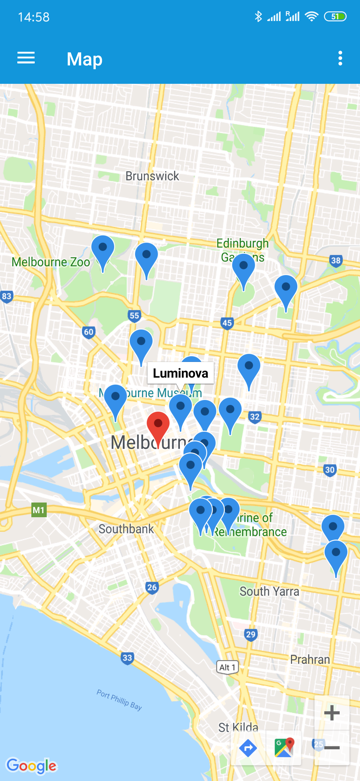 14:58
R
51
Map
Brunswick
Edinburgh
Gardens
Melbourne Zoo
38
83
55
45
60
Luminova
Melbourne Museum
32
Melbourne
30
M1
Shrine of
Remembrance
Southbank
26
South Yarra
29
33
Prahran
Alt 1
Port Phillip Bay
St Kilda
+
−
Google